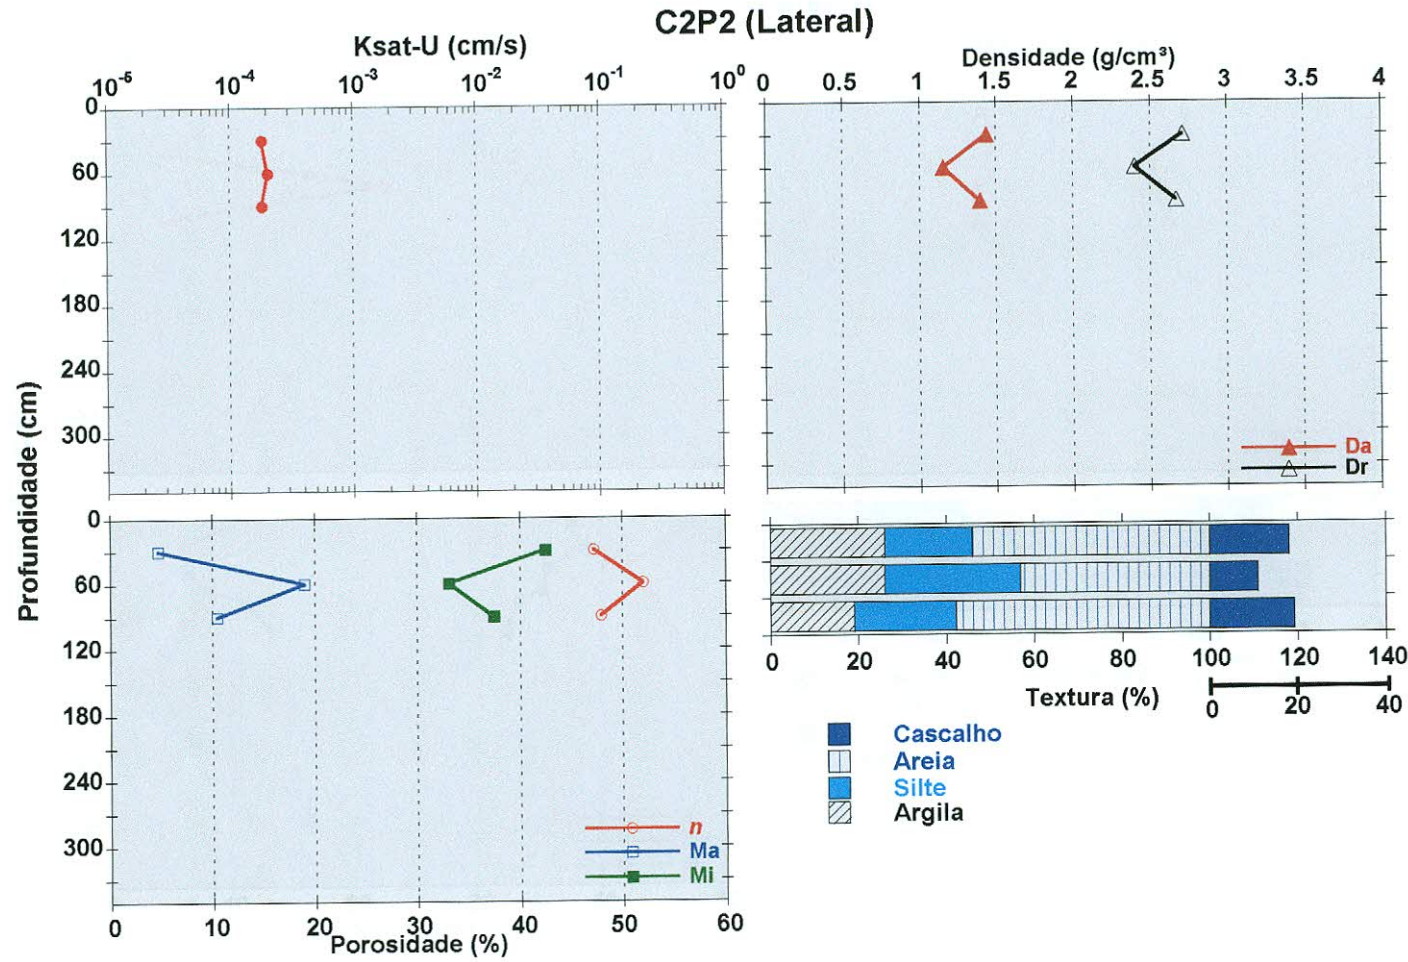 C2P2 (Lateral)
Ksat-U (cm/s)
10-5 10-4 10-3 10-2 10-1 100
Densidade (g/cm³)
0 0.5 1 1.5 2 2.5 3 3.5 4
Profundidade (cm)
0
60
120
180
240
300
Da
Dr
0
60
120
180
240
300
n
Ma
Mi
0 10 20 30 40 50 60
Porosidade (%)
0 20 40 60 80 100 120 140
Textura (%)
0 20 40
Cascalho
Areia
Silte
Argila